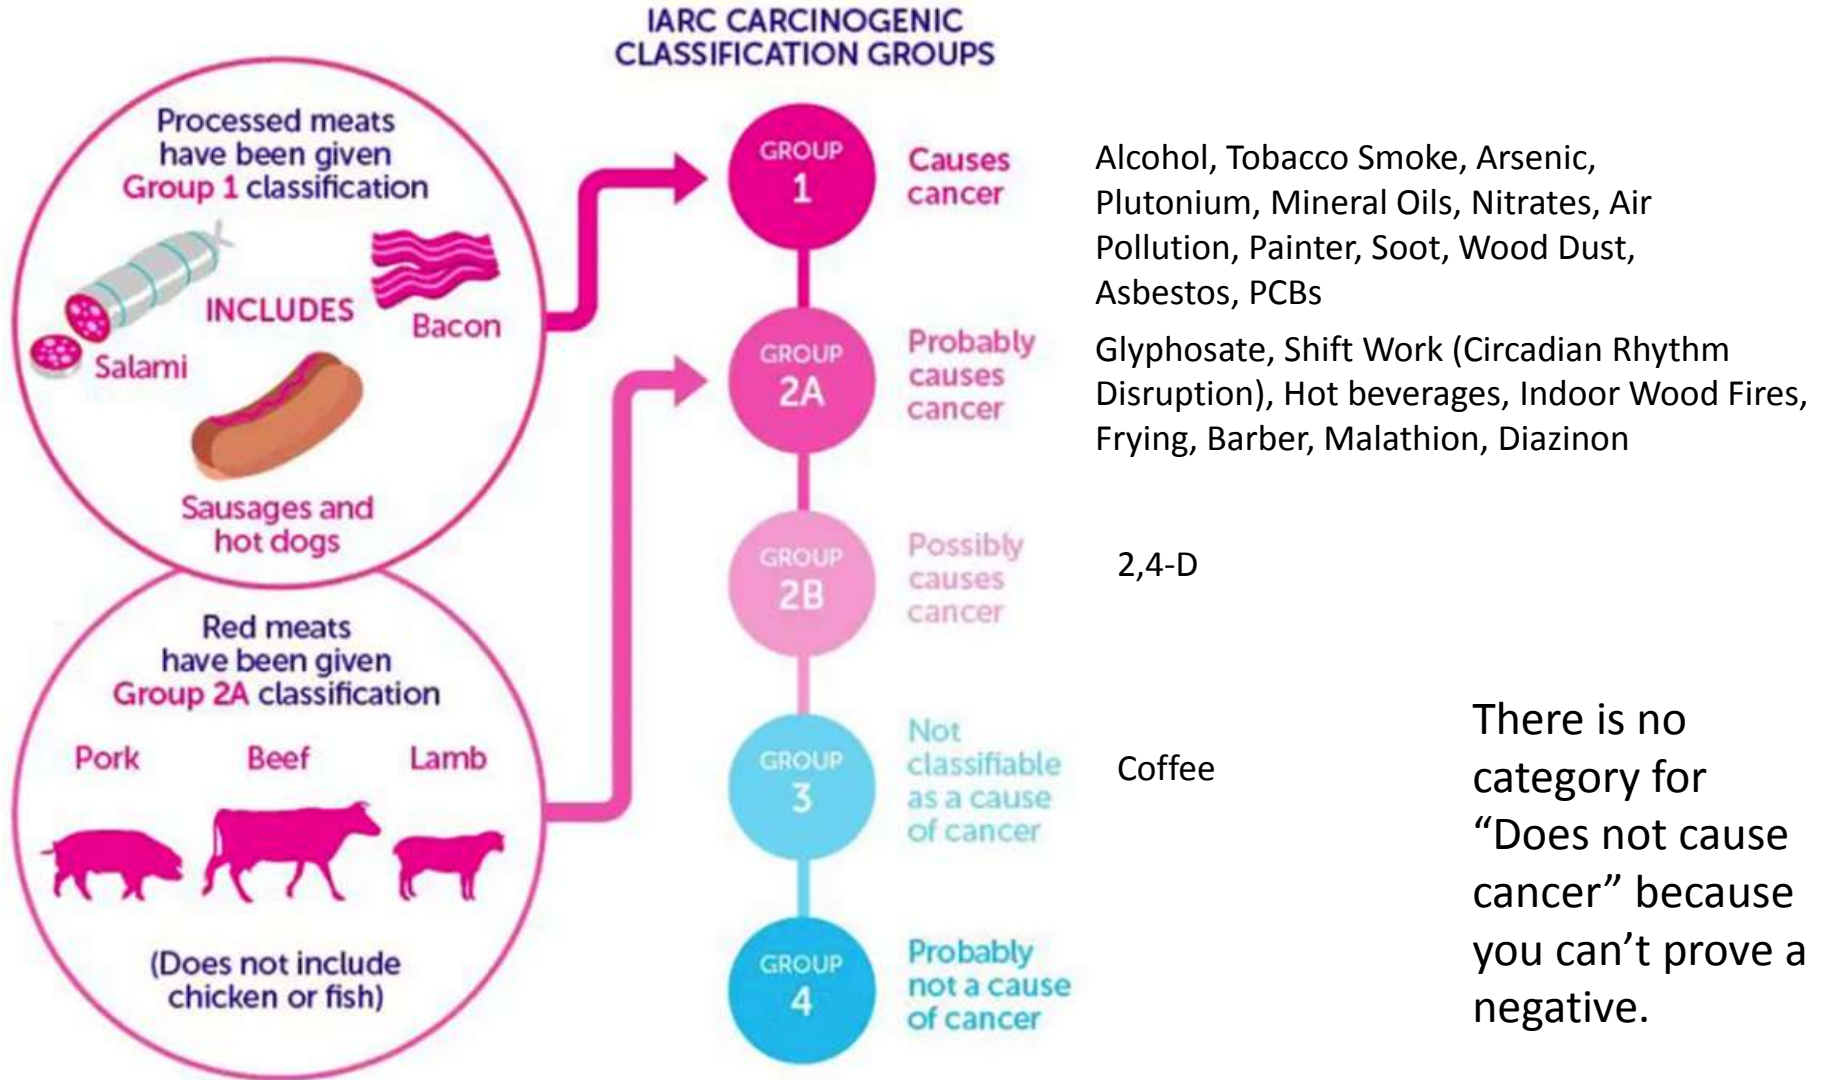 IARC CARCINOGENIC
CLASSIFICATION GROUPS
Processed meats
have been given
Group 1 classification
INCLUDES
Salami
Bacon
Sausages and
hot dogs
Red meats
have been given
Group 2A classification
Pork
Beef
Lamb
(Does not include
chicken or fish)
GROUP
1
Causes
cancer
Alcohol, Tobacco Smoke, Arsenic,
Plutonium, Mineral Oils, Nitrates, Air
Pollution, Painter, Soot, Wood Dust,
Asbestos, PCBs
GROUP
2A
Probably
causes
cancer
Glyphosate, Shift Work (Circadian Rhythm
Disruption), Hot beverages, Indoor Wood Fires,
Frying, Barber, Malathion, Diazinon
GROUP
2B
Possibly
causes
cancer
2,4-D
GROUP
3
Not
classifiable
as a cause
of cancer
Coffee
GROUP
4
Probably
not a cause
of cancer
There is no
category for
“Does not cause
cancer” because
you can’t prove a
negative.